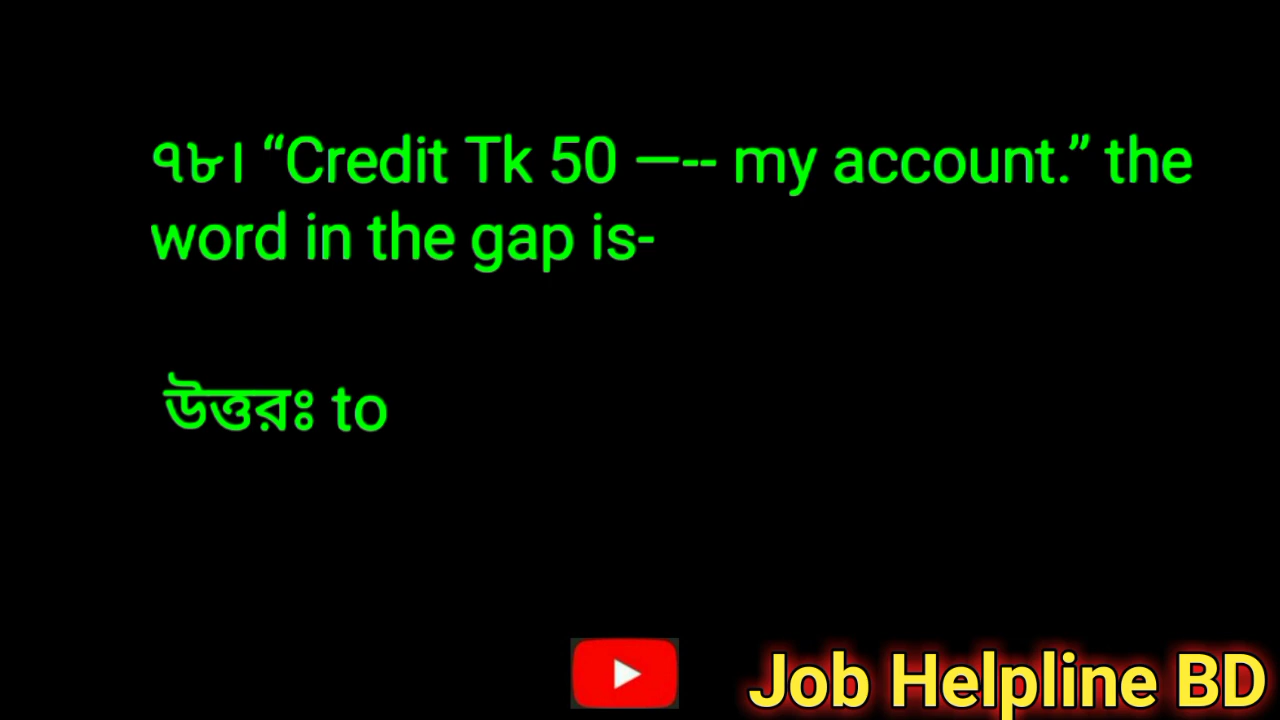 ৭৮। “Credit Tk 50 —-- my account.” the
word in the gap is-
উত্তরঃ to
Job Helpline BD